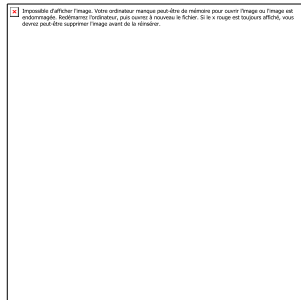 Impossible d'afficher l'image. Votre ordinateur manque peut-être de mémoire pour ouvrir l'image ou l'image est
endommagée. Redémarrez l'ordinateur, puis ouvrez à nouveau le fichier. Si le x rouge est toujours affiché, vous
devrez peut-être supprimer l'image avant de la réinsérer.